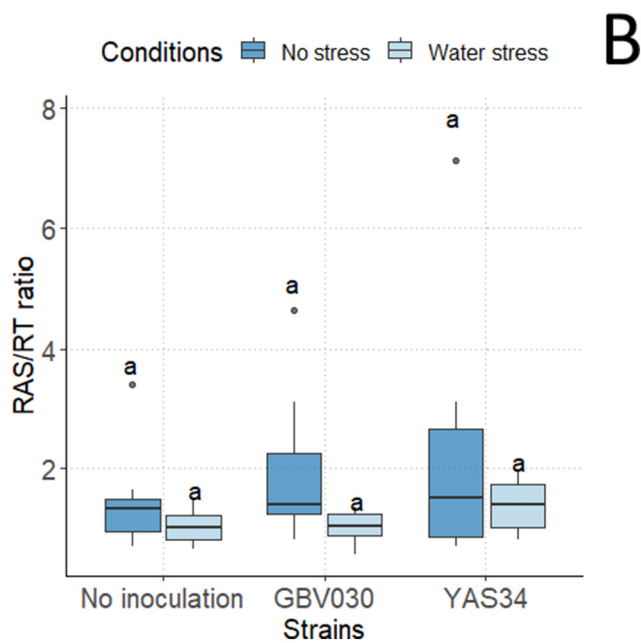 B
Conditions No stress Water stress
8
6
4
2
RAS/RT ratio
a
a
a
a
a
a
No inoculation GBV030 YAS34
Strains